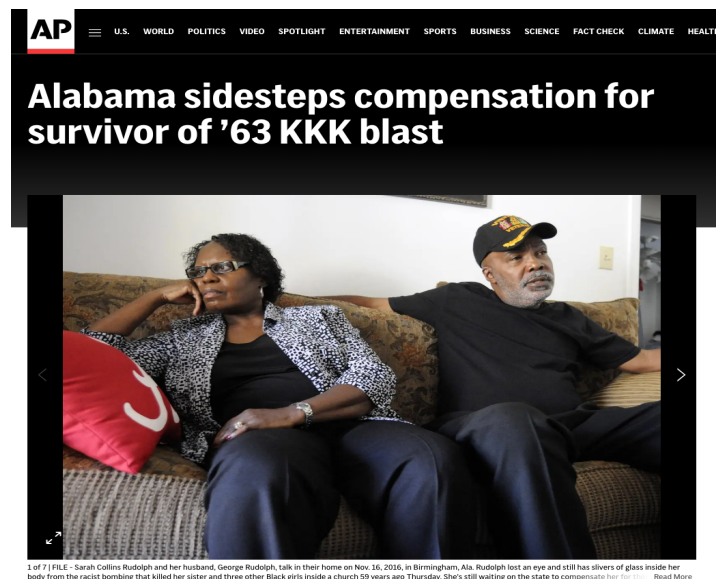 AP
U.S. WORLD POLITICS VIDEO SPOTLIGHT ENTERTAINMENT SPORTS BUSINESS SCIENCE FACT CHECK CLIMATE HEALTH
Alabama sidesteps compensation for
survivor of ’63 KKK blast
1 of 7 | FILE - Sarah Collins Rudolph and her husband, George Rudolph, talk in their home on Nov. 16, 2016, in Birmingham, Ala. Rudolph lost an eye and still has slivers of glass inside her
body from the racist bombing that killed her sister and three other Black girls inside a church 59 years ago Thursday. She's still waiting on the state to compensate her for Read More